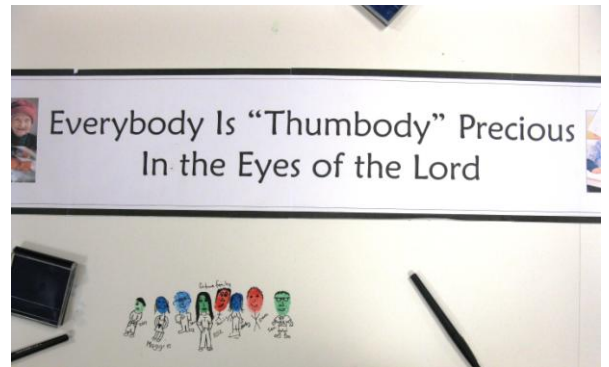 Everybody Is “Thumbody” Precious
In the Eyes of the Lord